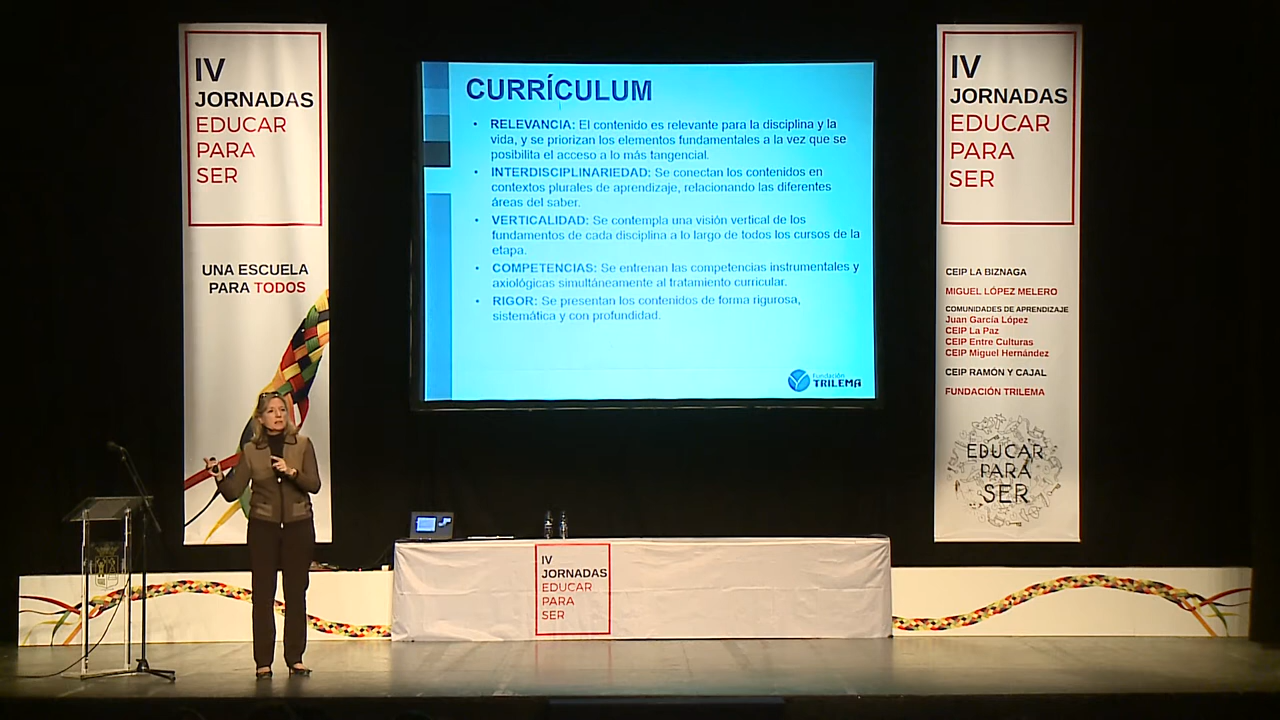 IV
JORNADAS
EDUCAR
PARA
SER
UNA ESCUELA
PARA TODOS
CURRÍCULUM
• RELEVANCIA: El contenido es relevante para la disciplina y la
vida, y se priorizan los elementos fundamentales a la vez que se
posibilita el acceso a lo más tangencial.
• INTERDISCIPLINARIEDAD: Se conectan los contenidos en
contextos plurales de aprendizaje, relacionando las diferentes
áreas del saber.
• VERTICALIDAD: Se contempla una visión vertical de los
fundamentos de cada disciplina a lo largo de todos los cursos de la
etapa.
• COMPETENCIAS: Se entrenan las competencias instrumentales y
axiológicas simultáneamente al tratamiento curricular.
• RIGOR: Se presentan los contenidos de forma rigurosa,
sistemática y con profundidad.
Fundación
TRILEMA
IV
JORNADAS
EDUCAR
PARA
SER
CEIP LA BIZNAGA
MIGUEL LÓPEZ MELERO
COMUNIDADES DE APRENDIZAJE
Juan García López
CEIP La Paz
CEIP Entre Culturas
CEIP Miguel Hernández
CEIP RAMÓN Y CAJAL
FUNDACIÓN TRILEMA
EDUCAR
PARA
SER
IV
JORNADAS
EDUCAR
PARA
SER